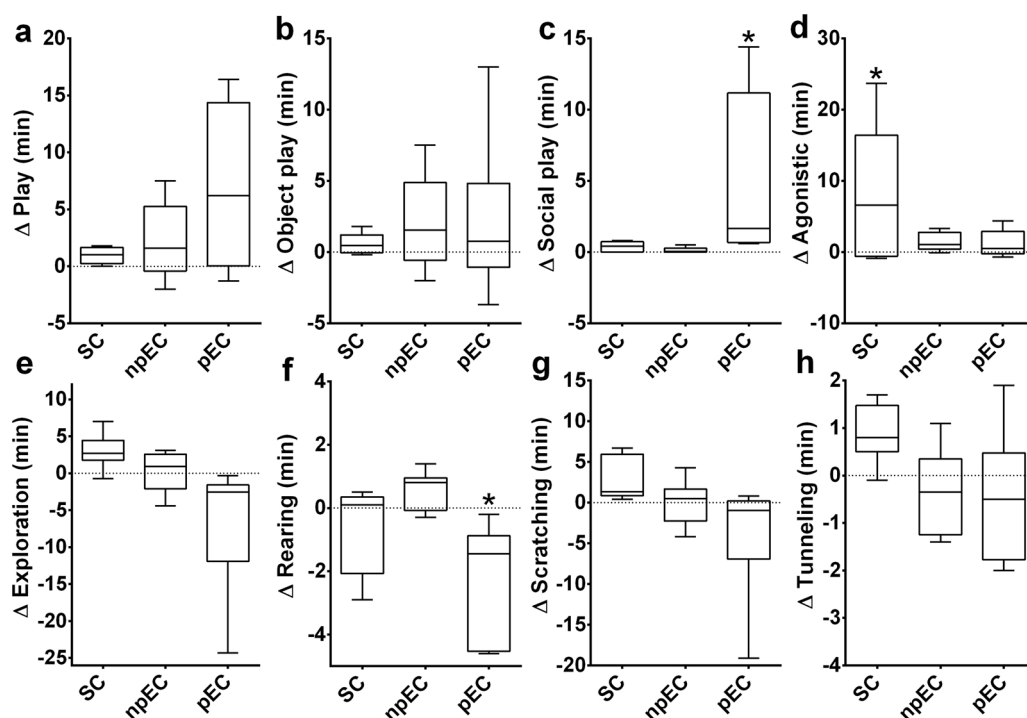 a
Δ Play (min)
20
15
10
5
0
-5
SC
npEC
pEC
b
Δ Object play (min)
15
10
5
0
-5
SC
npEC
pEC
c
Δ Social play (min)
15
10
5
0
-5
*
SC
npEC
pEC
d
Δ Agonistic (min)
30
20
10
0
-10
*
SC
npEC
pEC
e
Δ Exploration (min)
10
5
0
-5
-10
-15
-20
-25
SC
npEC
pEC
f
Δ Rearing (min)
4
2
0
-2
-4
*
SC
npEC
pEC
g
Δ Scratching (min)
15
10
5
0
-5
-10
-15
-20
SC
npEC
pEC
h
Δ Tunneling (min)
2
1
0
-1
-2
-3
-4
SC
npEC
pEC